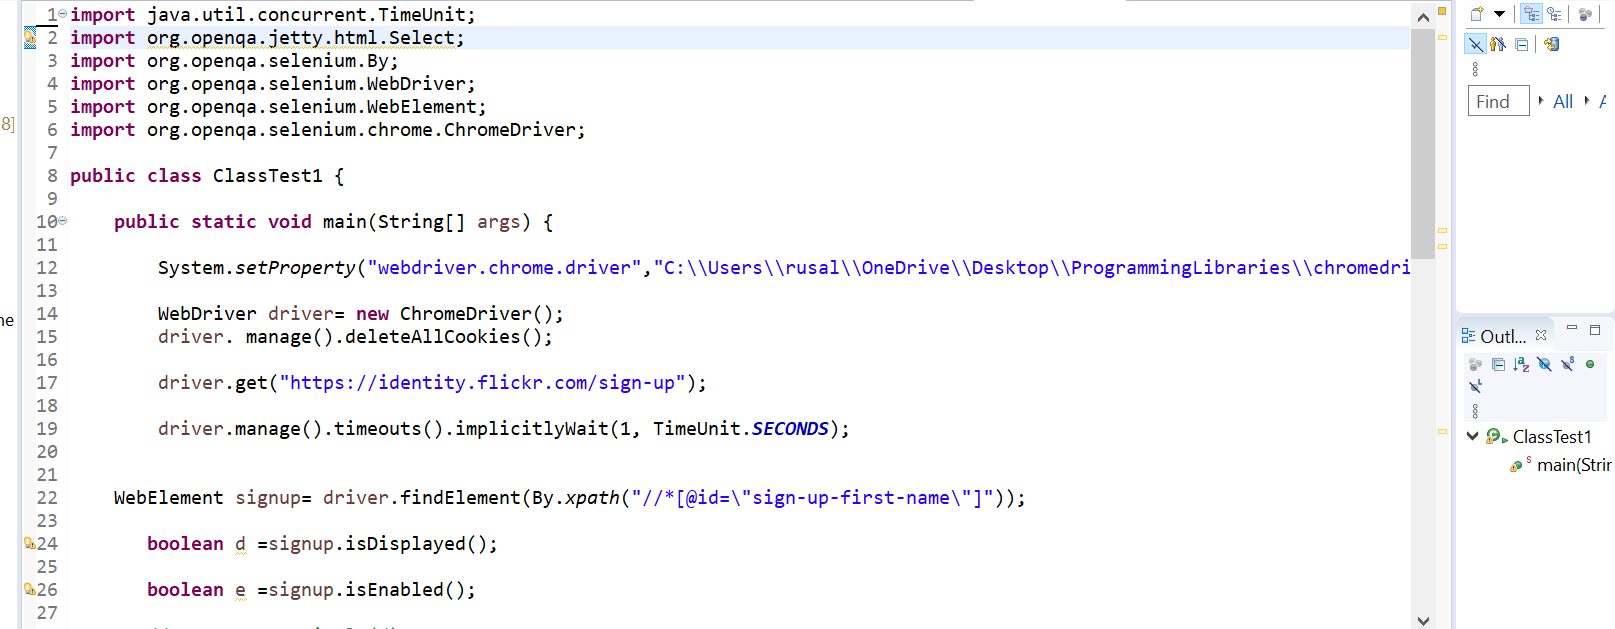 1 import java.util.concurrent.TimeUnit;
2 import org.openqa.jetty.html.Select;
3 import org.openqa.selenium.By;
4 import org.openqa.selenium.WebDriver;
5 import org.openqa.selenium.WebElement;
6 import org.openqa.selenium.chrome.ChromeDriver;
7
8 public class ClassTest1 {
9
10 public static void main(String[] args) {
11
12 System.setProperty("webdriver.chrome.driver","C:\\Users\\rusal\\OneDrive\\Desktop\\ProgrammingLibraries\\chromedri
13
14 WebDriver driver= new ChromeDriver();
15 driver. manage().deleteAllCookies();
16
17 driver.get("https://identity.flickr.com/sign-up");
18
19 driver.manage().timeouts().implicitlyWait(1, TimeUnit.SECONDS);
20
21
22 WebElement signup= driver.findElement(By.xpath("//*[@id=\"sign-up-first-name\"]"));
23
24 boolean d =signup.isDisplayed();
25
26 boolean e =signup.isEnabled();
27
8]
ne
Find All A
Outl...
ClassTest1
main(Strin